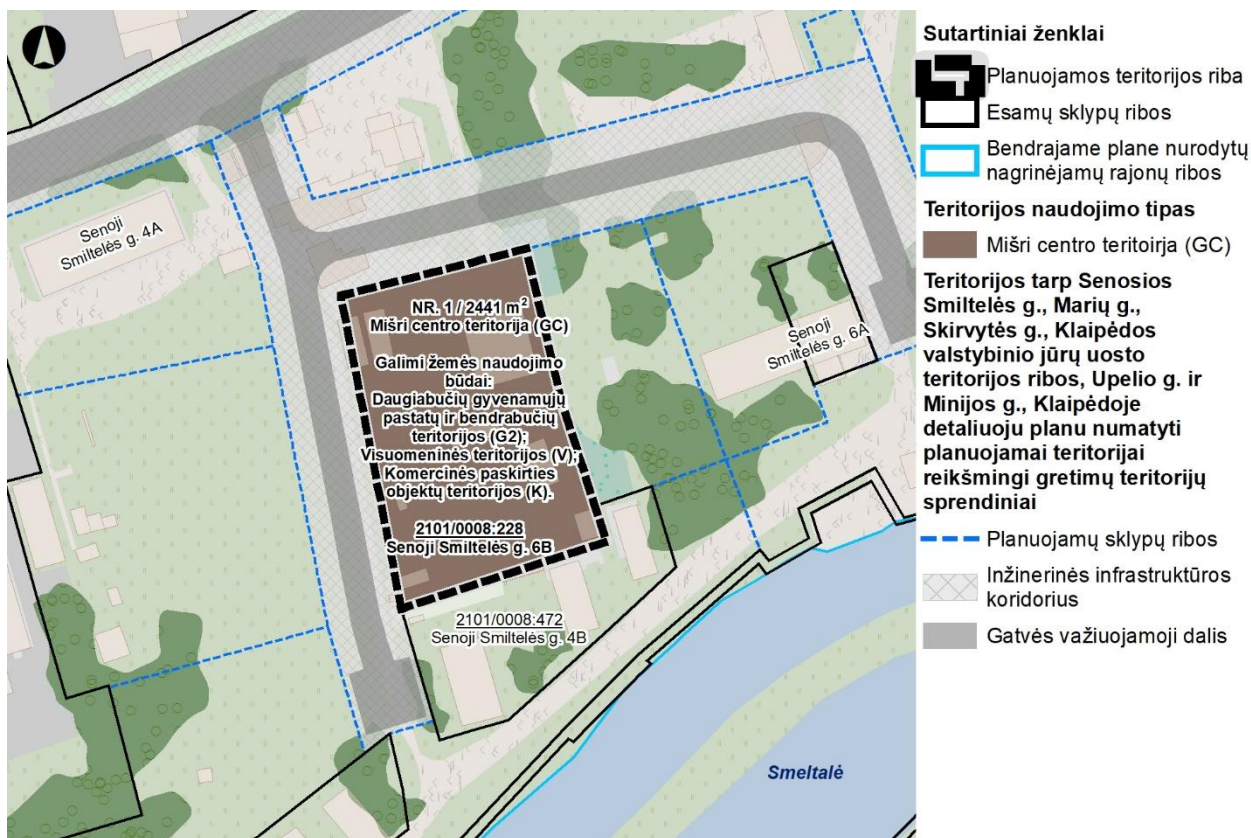 Senoji
Smiltelės g. 4A
NR. 1 / 2441 m²
Mišri centro teritorija (GC)
Galimi žemės naudojimo
būdai:
Daugiabučių gyvenamųjų
pastatų ir bendrabučių
teritorijos (G2);
Visuomeninės teritorijos (V);
Komercinės paskirties
objektų teritorijos (K).
2101/0008:228
Senoji Smiltelės g. 6B
Senoji
Smiltelės g. 6A
2101/0008:472
Senoji Smiltelės g. 4B
Smeltalė
Sutartiniai ženklai
Planuojamos teritorijos riba
Esamų sklypų ribos
Bendrajame plane nurodytų
nagrinėjamų rajonų ribos
Teritorijos naudojimo tipas
Mišri centro teritoirja (GC)
Teritorijos tarp Senosios
Smiltelės g., Marių g.,
Skirvytės g., Klaipėdos
valstybinio jūrų uosto
teritorijos ribos, Upelio g. ir
Minijos g., Klaipėdoje
detaliuoju planu numatyti
planuojamai teritorijai
reikšmingi gretimų teritorijų
sprendiniai
Planuojamų sklypų ribos
Inžinerinės infrastruktūros
koridorius
Gatvės važiuojamoji dalis